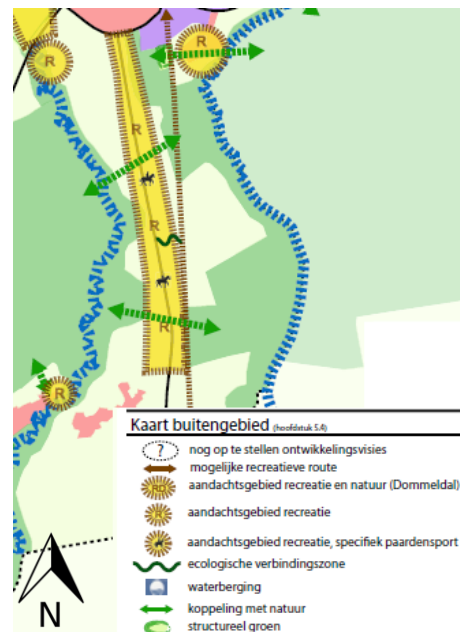 R
R
R
R
R
R
Kaart buitengebied (hoofdstuk 5.4)
? nog op te stellen ontwikkelingsvisies
mogelijke recreatieve route
RD aandachtsgebied recreatie en natuur (Dommeldal)
R aandachtsgebied recreatie
aandachtsgebied recreatie, specifiek paardensport
ecologische verbindingszone
waterberging
koppeling met natuur
structureel groen
N